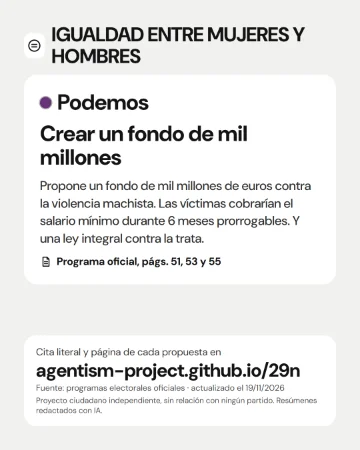 IGUALDAD ENTRE MUJERES Y
HOMBRES
Podemos
Crear un fondo de mil
millones
Propone un fondo de mil millones de euros contra
la violencia machista. Las víctimas cobrarían el
salario mínimo durante 6 meses prorrogables. Y
una ley integral contra la trata.
Programa oficial, págs. 51, 53 y 55
Cita literal y página de cada propuesta en
agentism-project.github.io/29n
Fuente: programas electorales oficiales · actualizado el 19/11/2026
Proyecto ciudadano independiente, sin relación con ningún partido. Resúmenes
redactados con IA.